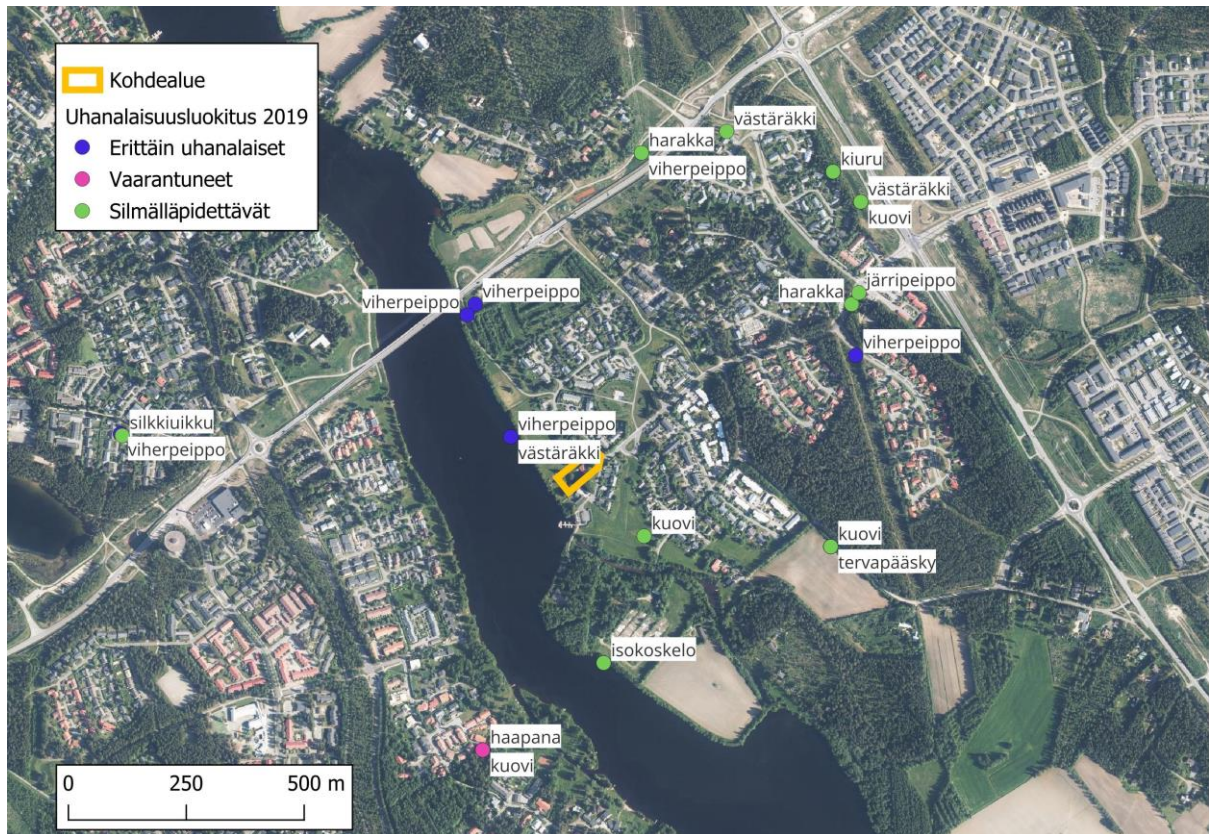 Kohdealue
Uhanalaisuusluokitus 2019
Erittäin uhanalaiset
Vaarantuneet
Silmälläpidettävät
västäräkki
harakka
viherpeippo
kiuru
västäräkki
kuovi
järripeippo
harakka
viherpeippo
viherpeippo
viherpeippo
silkkiuikku
viherpeippo
viherpeippo
västäräkki
kuovi
kuovi
tervapääsky
isokoskelo
haapana
kuovi
0 250 500 m